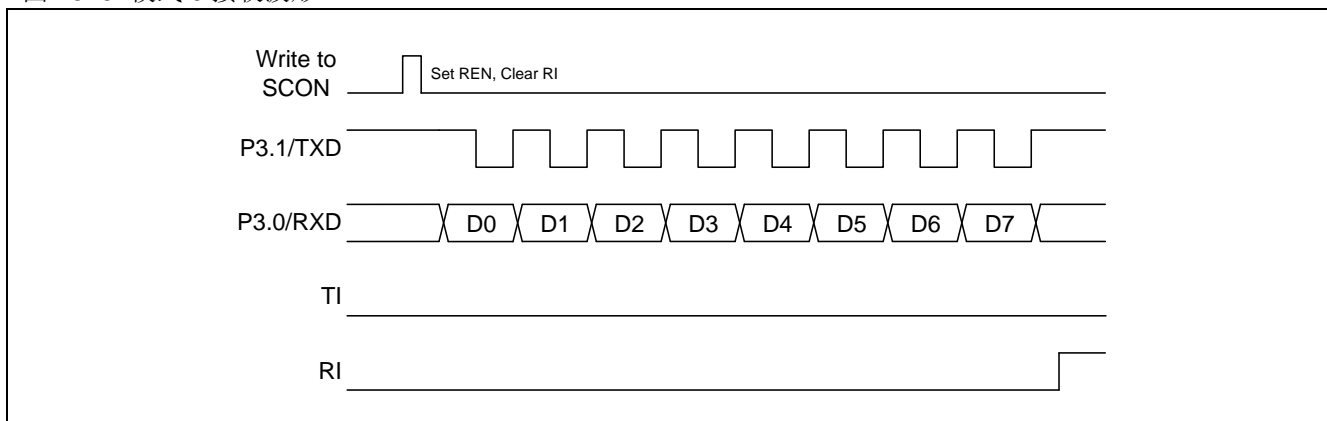 Write to
SCON
Set REN, Clear RI
P3.1/TXD
P3.0/RXD
D0 D1 D2 D3 D4 D5 D6 D7
TI
RI